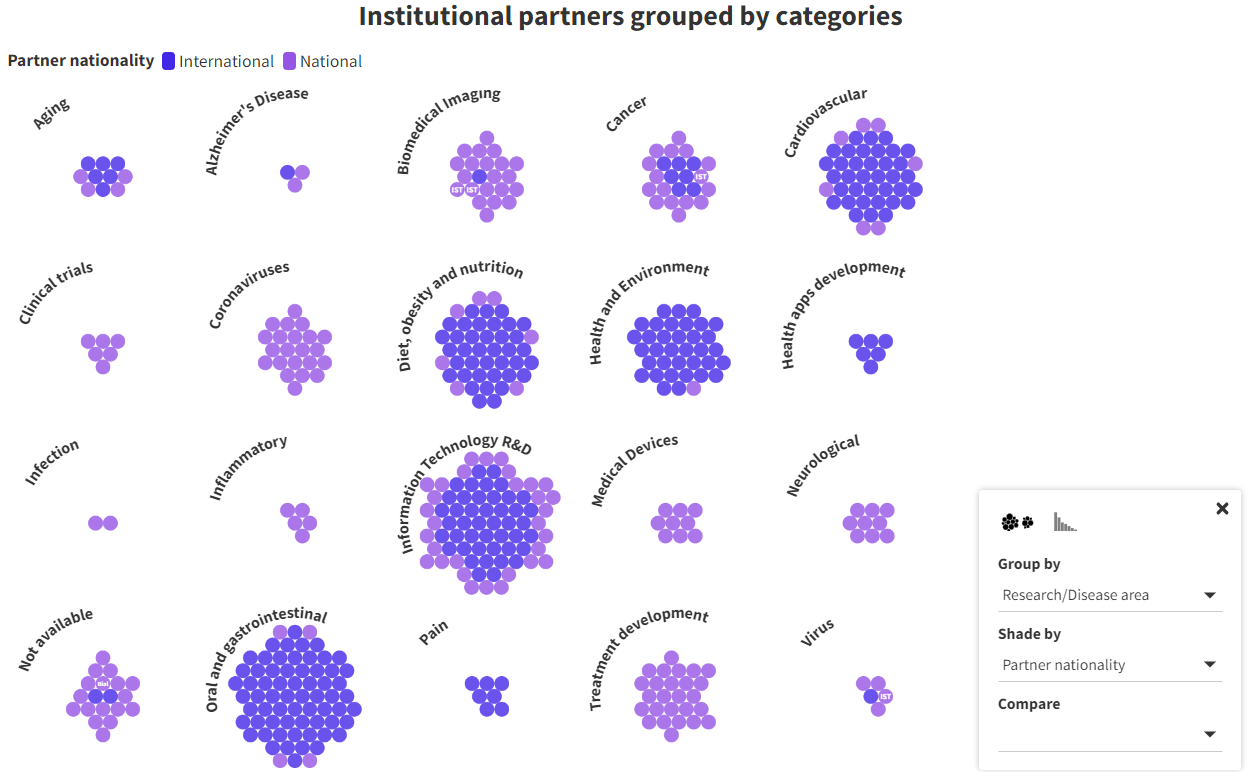 Institutional partners grouped by categories
Partner nationality International National
Aging
Alzheimer's Disease
Biomedical Imaging
Cancer
Cardiovascular
IST
IST IST
Clinical trials
Coronaviruses
Diet, obesity and nutrition
Health and Environment
Health apps development
Infection
Inflammatory
Information Technology R&D
Medical Devices
Neurological
Group by
Research/Disease area
Shade by
Partner nationality
Compare
Not available
Oral and gastrointestinal
Pain
Treatment development
Virus
Bial
IST